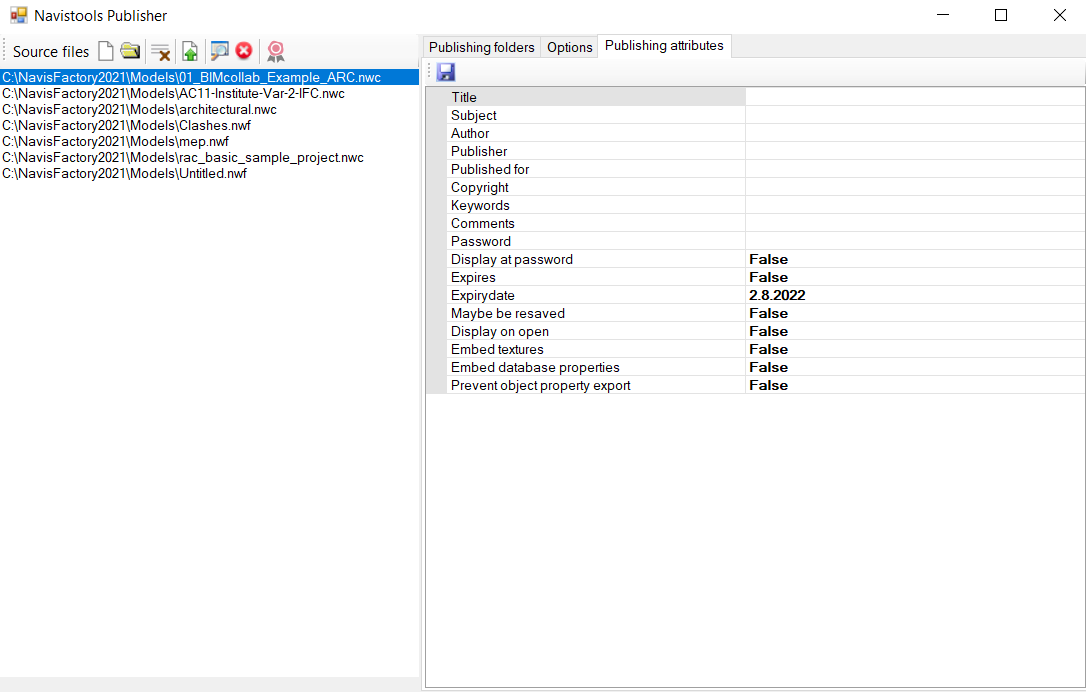 Navistools Publisher
Source files
C:\NavisFactory2021\Models\01_BIMcollab_Example_ARC.nwc
C:\NavisFactory2021\Models\AC11-Institute-Var-2-IFC.nwc
C:\NavisFactory2021\Models\architectural.nwc
C:\NavisFactory2021\Models\Clashes.nwf
C:\NavisFactory2021\Models\mep.nwf
C:\NavisFactory2021\Models\rac_basic_sample_project.nwc
C:\NavisFactory2021\Models\Untitled.nwf
Publishing folders Options Publishing attributes
Title
Subject
Author
Publisher
Published for
Copyright
Keywords
Comments
Password
Display at password False
Expires False
Expirydate 2.8.2022
Maybe be resaved False
Display on open False
Embed textures False
Embed database properties False
Prevent object property export False